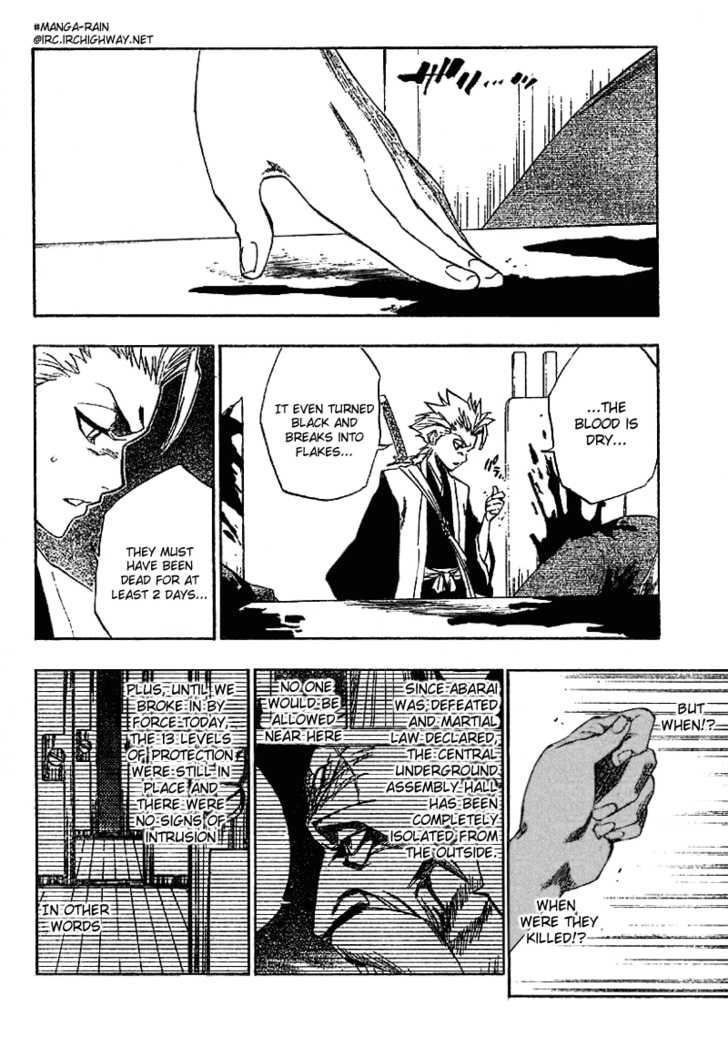 #MANGA-RAIN
@IRC.IRCHIGHWAY.NET
...THE
BLOOD IS
DRY...
IT EVEN TURNED
BLACK AND
BREAKS INTO
FLAKES...
THEY MUST
HAVE BEEN
DEAD FOR AT
LEAST 2 DAYS...
BUT
WHEN!?
WHEN
WERE THEY
KILLED!?
SINCE ABARAI
WAS DEFEATED
AND MARTIAL
LAW DECLARED,
THE CENTRAL
UNDERGROUND
ASSEMBLY HALL
HAS BEEN
COMPLETELY
ISOLATED FROM
THE OUTSIDE.
NO ONE
WOULD BE
ALLOWED
NEAR HERE
PLUS, UNTIL WE
BROKE IN BY
FORCE TODAY,
THE 13 LEVELS
OF PROTECTION
WERE STILL IN
PLACE AND
THERE WERE
NO SIGNS OF
INTRUSION
IN OTHER
WORDS